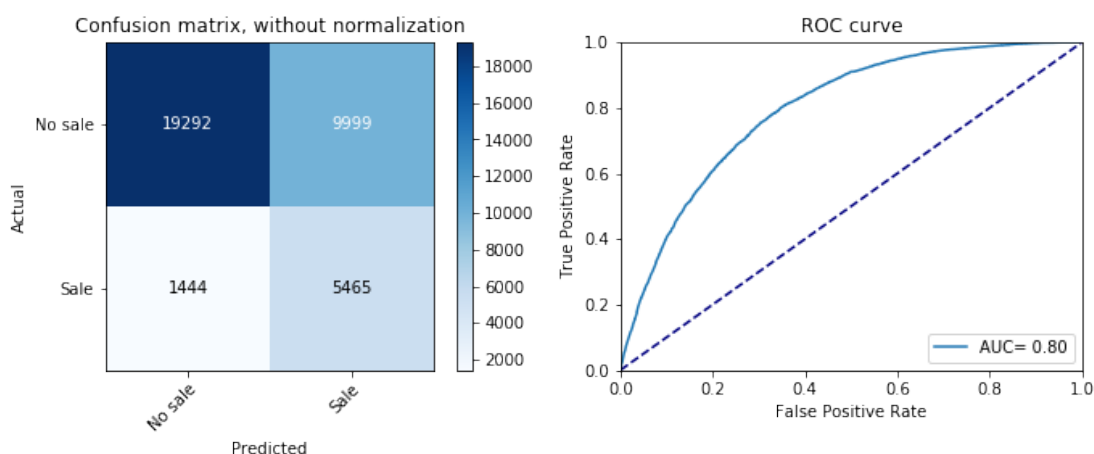 Confusion matrix, without normalization
No sale
Sale
Actual
19292
9999
1444
5465
No sale
Sale
Predicted
18000
16000
14000
12000
10000
8000
6000
4000
2000
ROC curve
True Positive Rate
1.0
0.8
0.6
0.4
0.2
0.0
0.0
0.2
0.4
0.6
0.8
1.0
False Positive Rate
AUC= 0.80